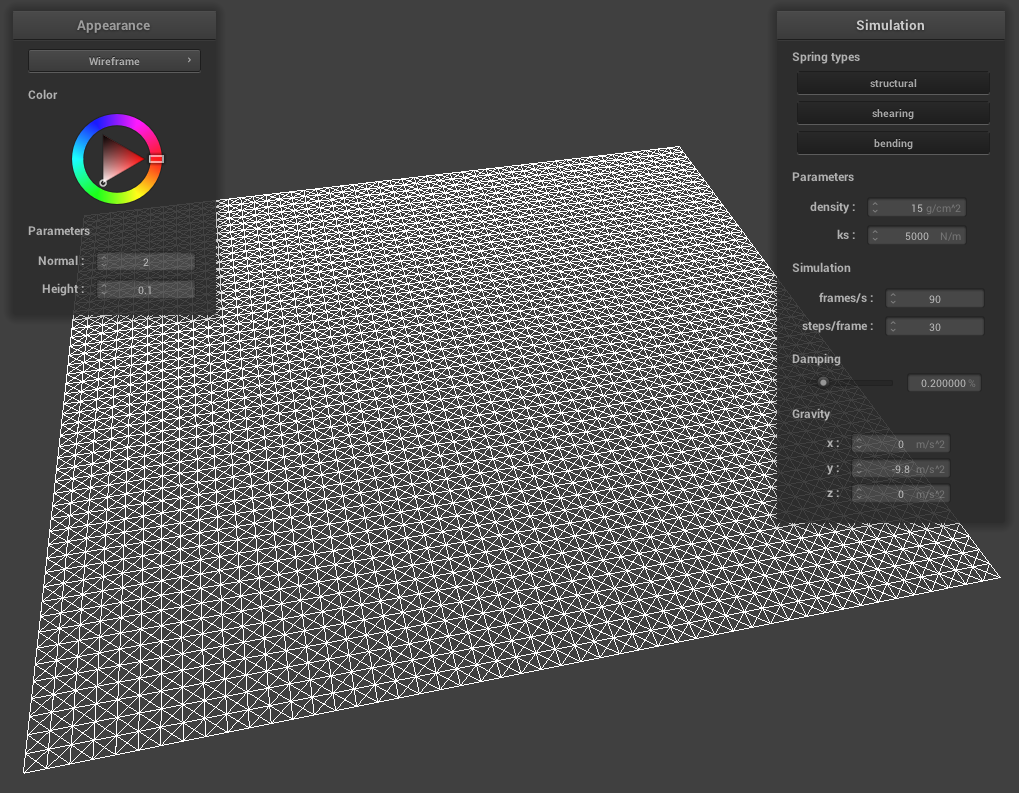 Appearance
Wireframe
Color
Parameters
Normal : 2
Height : 0.1
Simulation
Spring types
structural
shearing
bending
Parameters
density : 15 g/cm^2
ks : 5000 N/m
Simulation
frames/s : 90
steps/frame : 30
Damping
0.200000 %
Gravity
x : 0 m/s^2
y : -9.8 m/s^2
z : 0 m/s^2